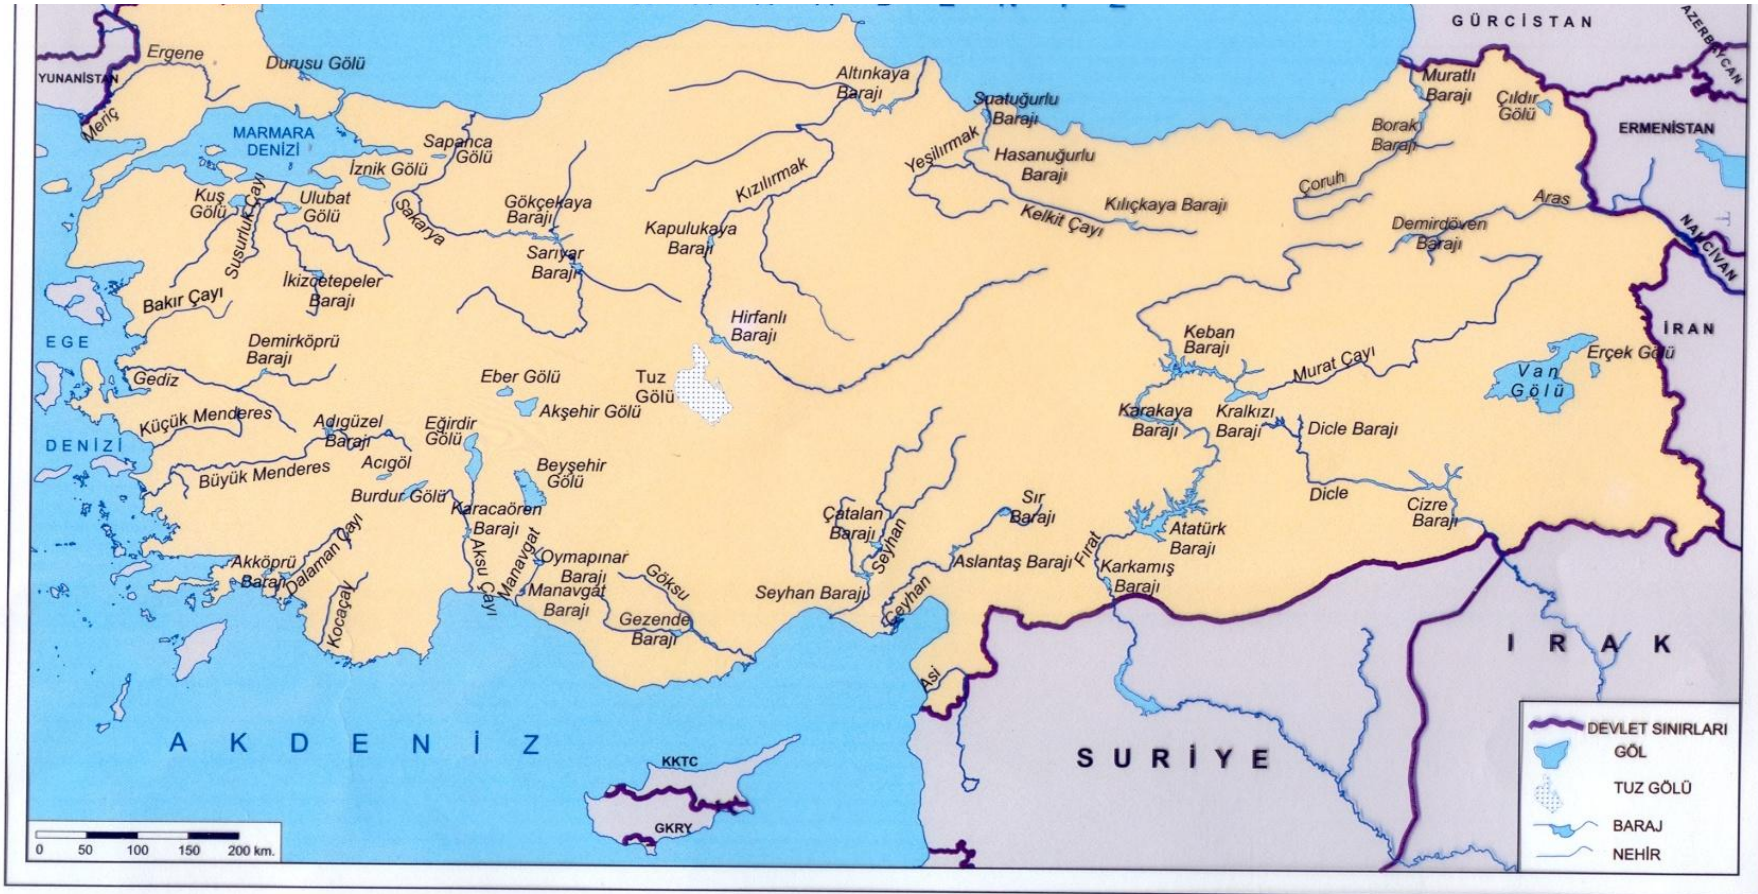 GÜRCİSTAN
AZERBAYCAN
YUNANİSTAN
Ergene
Durusu Gölü
Meriç
MARMARA
DENİZİ
Sapanca
Gölü
İznik Gölü
Kuş
Gölü
Ulubat
Gölü
Susurluk Çayı
Sakarya
Gökçekaya
Barajı
Sarıyar
Barajı
İkizcetepeler
Barajı
Bakır Çayı
Altınkaya
Barajı
Kızılırmak
Kapulukaya
Barajı
Hirfanlı
Barajı
Suatuğurlu
Barajı
Yeşilırmak
Hasanuğurlu
Barajı
Kelkit Çayı
Kılıçkaya Barajı
Muratlı
Barajı
Çıldır
Gölü
Borak
Barajı
Çoruh
Aras
Demirdöven
Barajı
ERMENİSTAN
NAHCİVAN
İRAN
EGE
DENİZİ
Demirköprü
Barajı
Gediz
Küçük Menderes
Adıgüzel
Barajı
Büyük Menderes
Acıgöl
Burdur Gölü
Eğirdir
Gölü
Eber Gölü
Akşehir Gölü
Tuz
Gölü
Beyşehir
Gölü
Karacaören
Barajı
Aksu Çayı
Manavgat
Oymapınar
Barajı
Manavgat
Barajı
Akköprü
Barajı
Dalaman Çayı
Kocaçay
Göksu
Gezende
Barajı
Çatalan
Barajı
Seyhan
Seyhan Barajı
Ceyhan
Sır
Barajı
Aslantaş Barajı
Asi
Keban
Barajı
Murat Çayı
Karakaya
Barajı
Kralkızı
Barajı
Dicle Barajı
Dicle
Cizre
Barajı
Atatürk
Barajı
Fırat
Karkamış
Barajı
Van
Gölü
Erçek Gölü
AKDENİZ
KKTC
GKRY
SURİYE
IRAK
DEVLET SINIRLARI
GÖL
TUZ GÖLÜ
BARAJ
NEHİR
0 50 100 150 200 km.